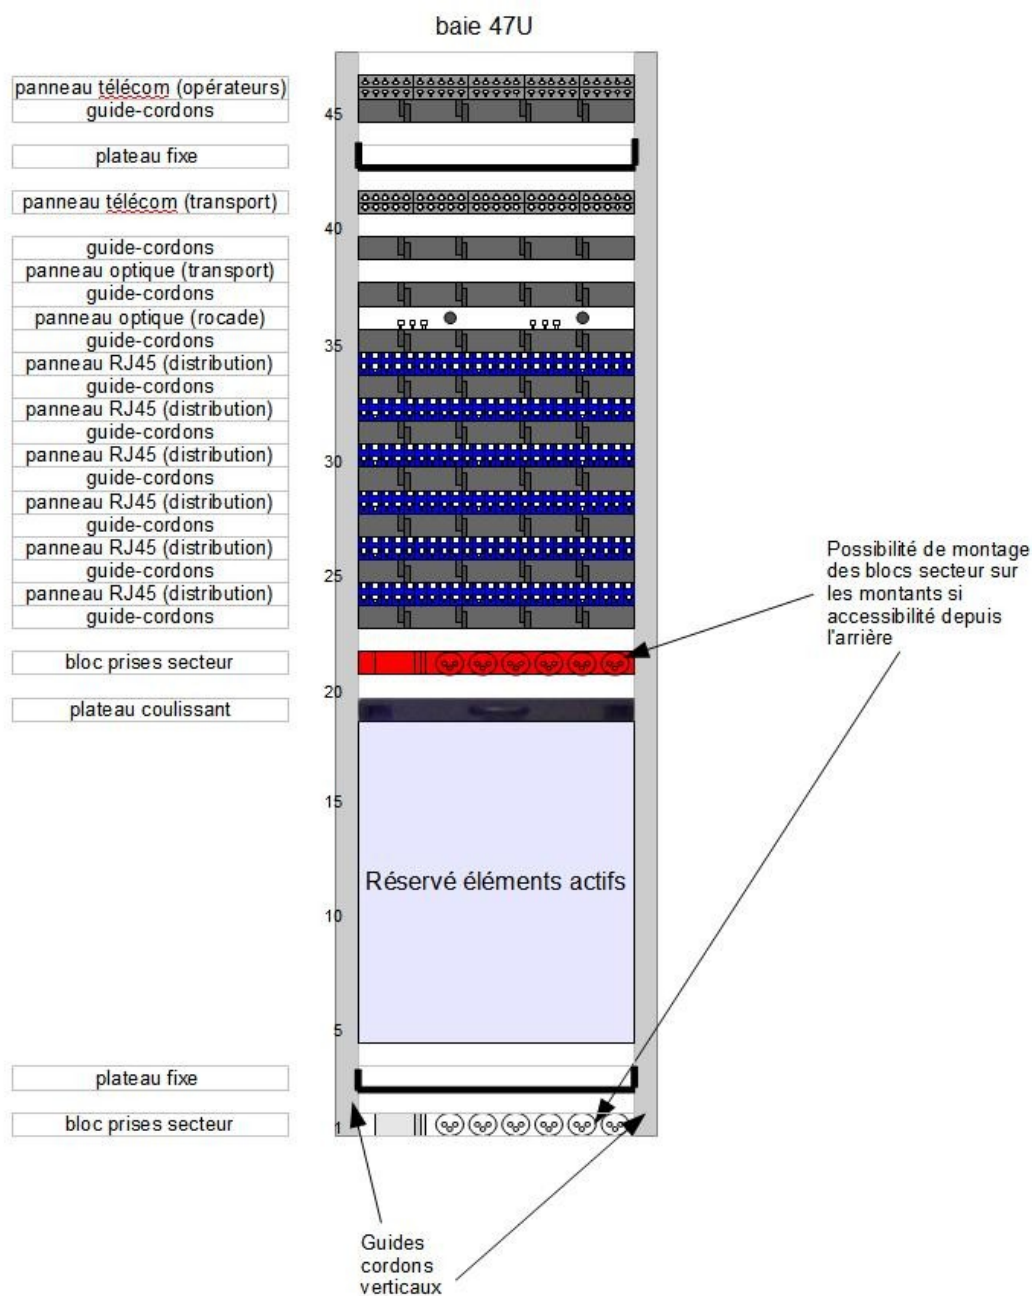 baie 47U
panneau télécom (opérateurs)
guide-cordons
45
plateau fixe
panneau télécom (transport)
40
guide-cordons
panneau optique (transport)
guide-cordons
panneau optique (rocade)
guide-cordons
35
panneau RJ45 (distribution)
guide-cordons
panneau RJ45 (distribution)
guide-cordons
panneau RJ45 (distribution)
30
guide-cordons
panneau RJ45 (distribution)
guide-cordons
panneau RJ45 (distribution)
guide-cordons
25
panneau RJ45 (distribution)
guide-cordons
Possibilité de montage
des blocs secteur sur
les montants si
accessibilité depuis
l'arrière
bloc prises secteur
20
plateau coulissant
15
Réservé éléments actifs
10
5
plateau fixe
bloc prises secteur
1
Guides
cordons
verticaux